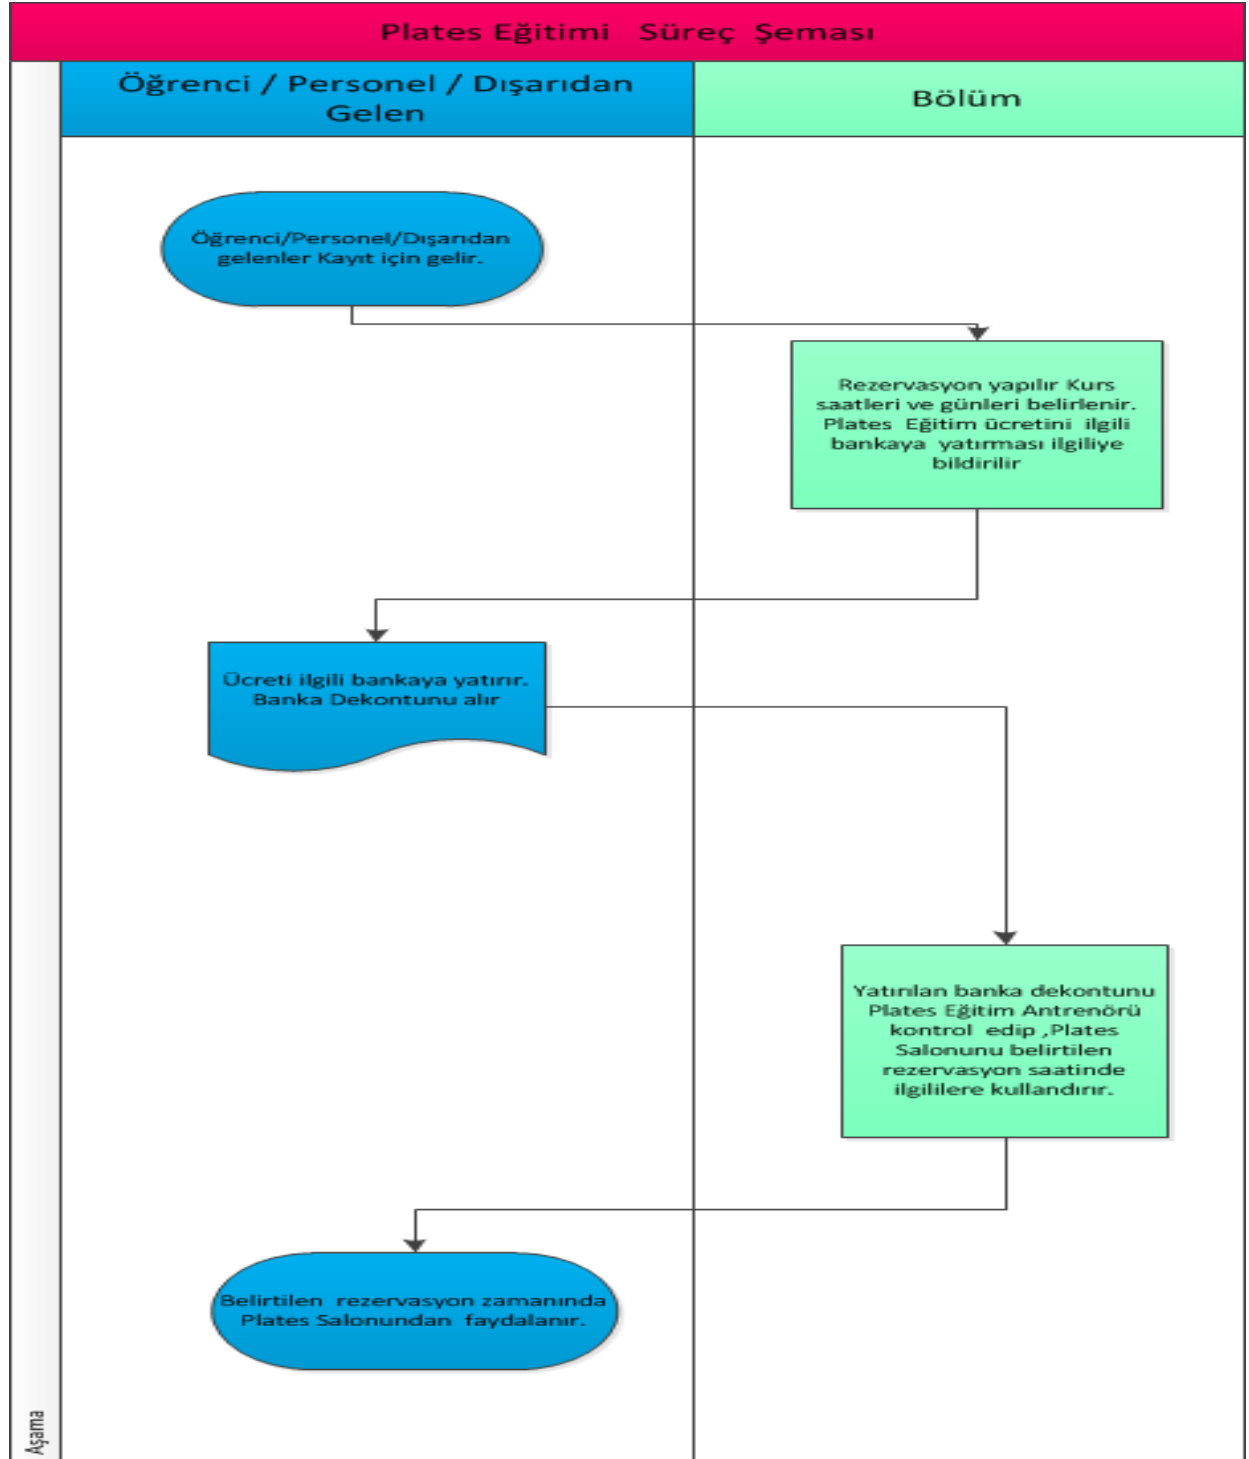 Plates Eğitimi Süreç Şeması
Öğrenci / Personel / Dışarıdan
Gelen
Bölüm
Öğrenci/Personel/Dışarıdan
gelenler Kayıt için gelir.
Rezervasyon yapılır Kurs
saatleri ve günleri belirlenir.
Plates Eğitim ücretini ilgili
bankaya yatırması ilgiliye
bildirilir
Ücreti ilgili bankaya yatırır.
Banka Dekontunu alır
Yatırılan banka dekontunu
Plates Eğitim Antrenörü
kontrol edip ,Plates
Salonunu belirtilen
rezervasyon saatinde
ilgililere kullandırır.
Belirtilen rezervasyon zamanında
Plates Salonundan faydalanır.
Aşama